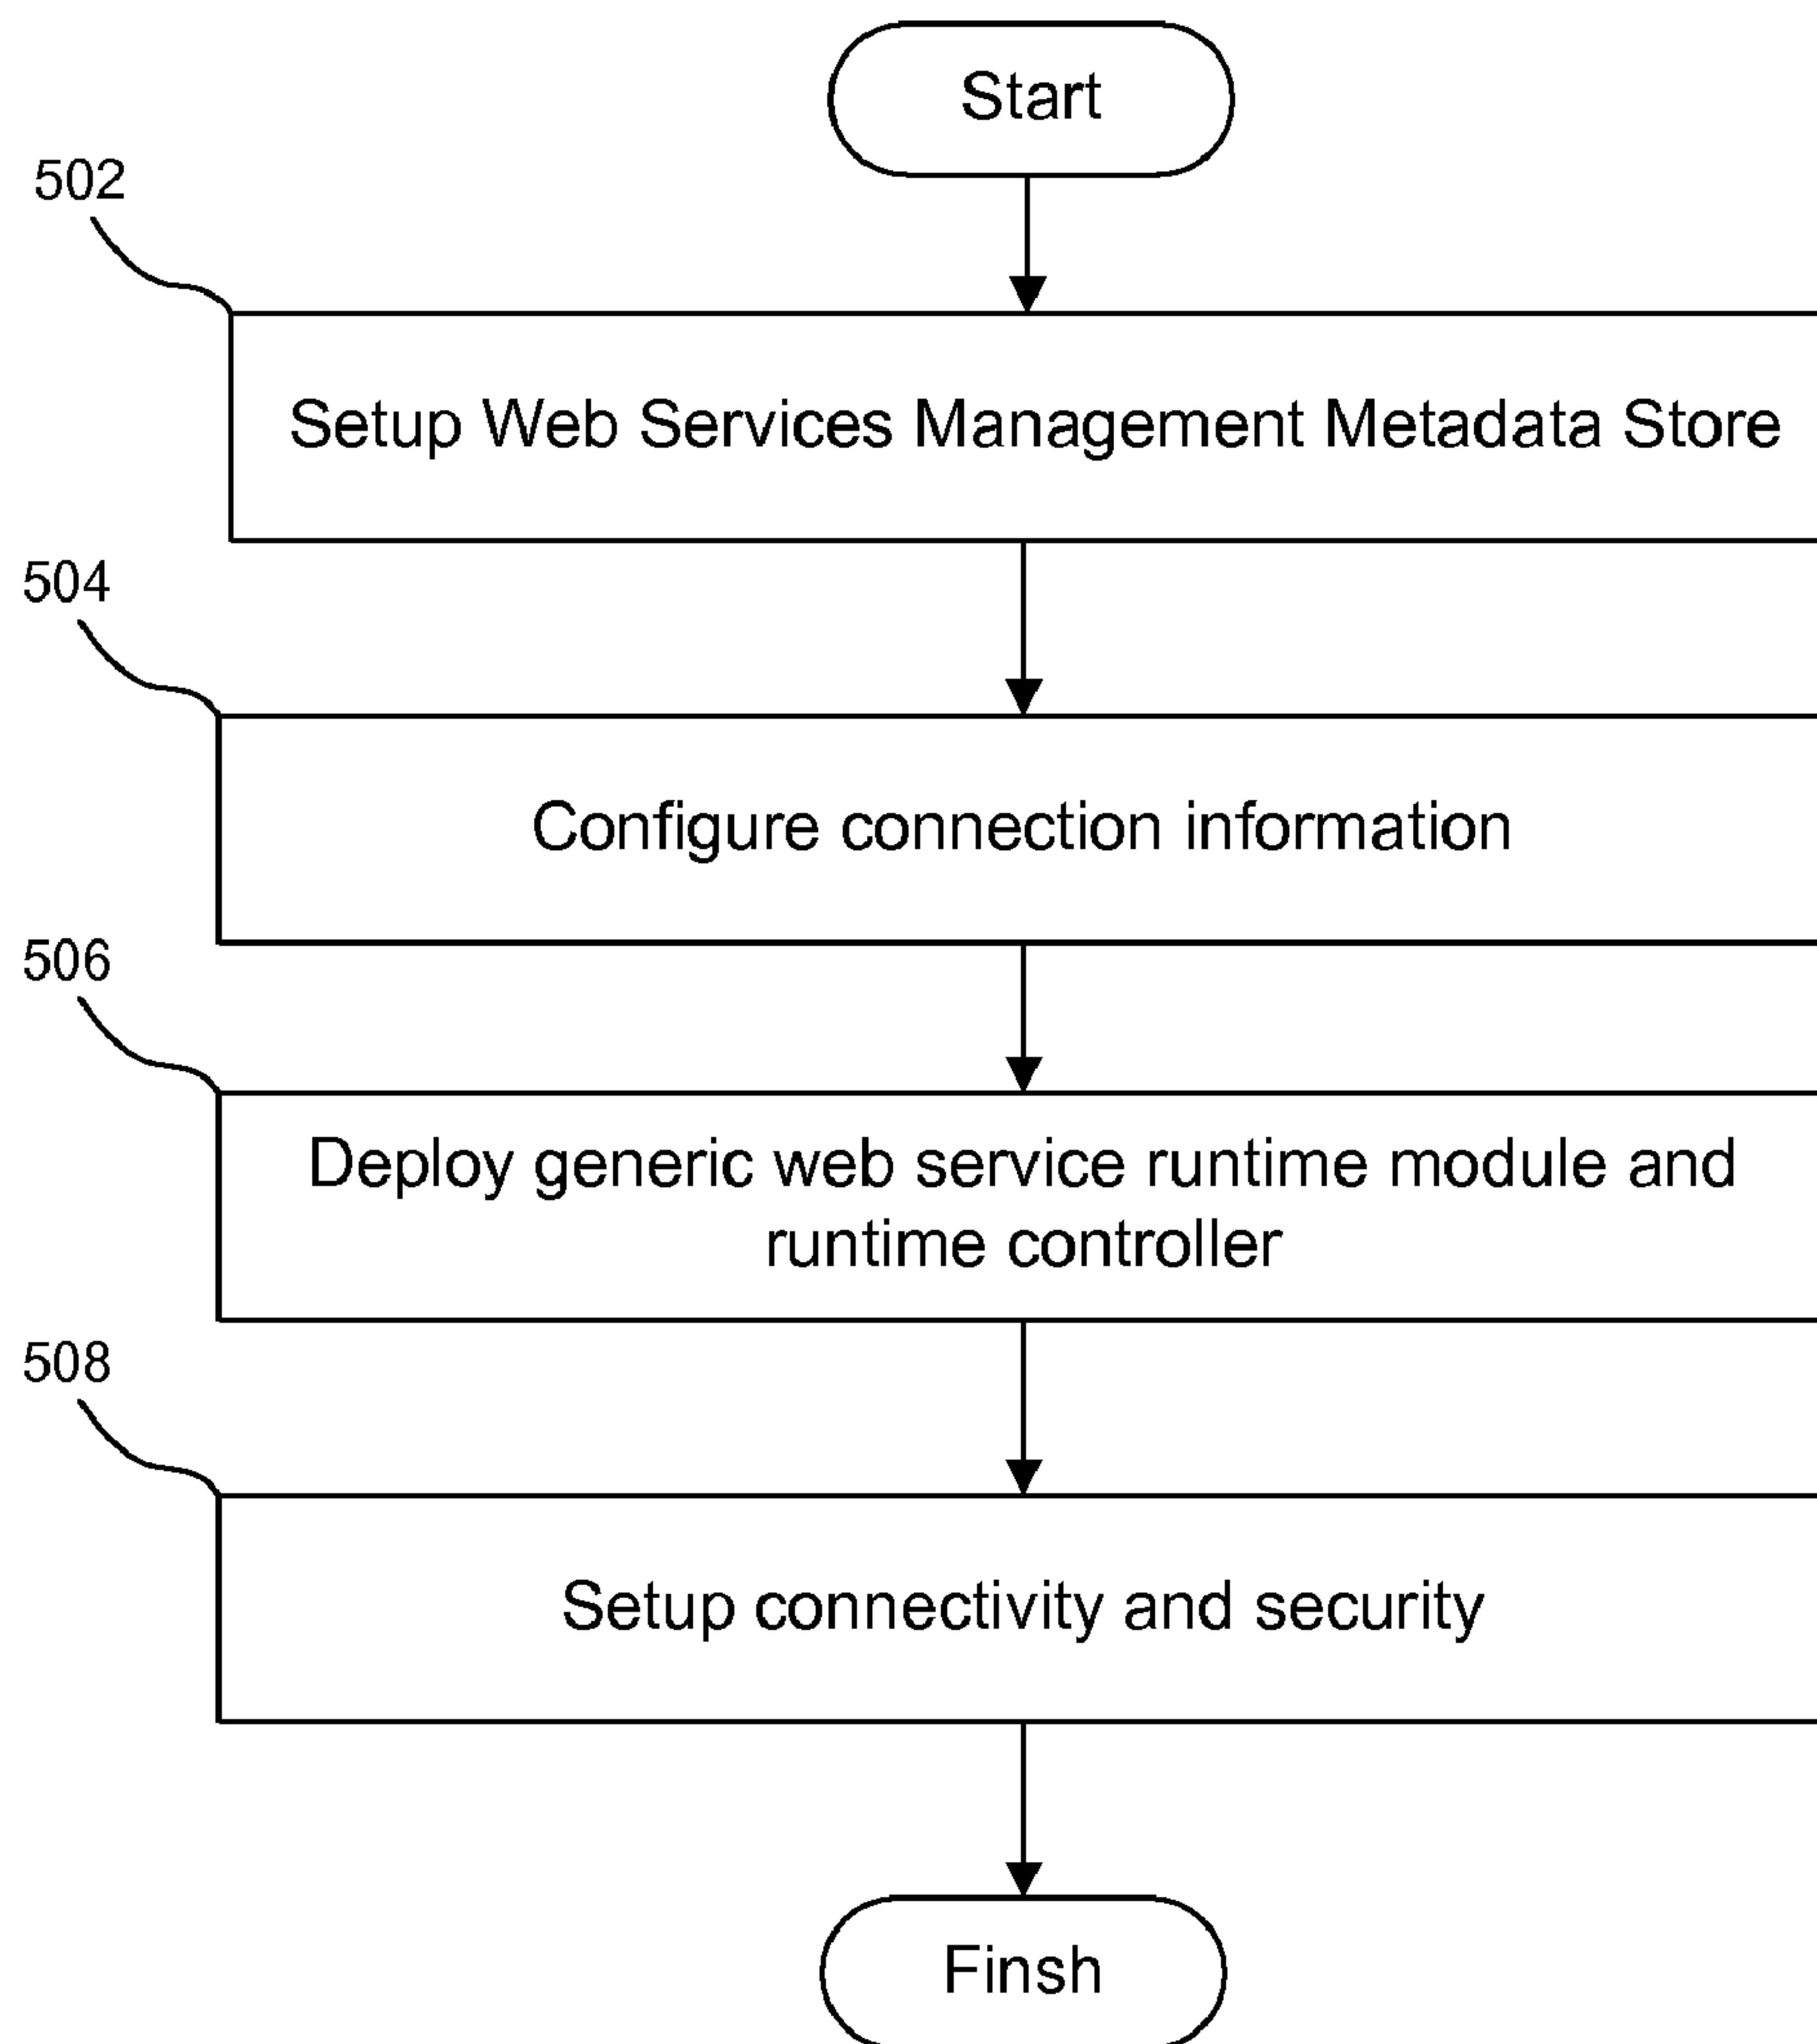 Start
502
Setup Web Services Management Metadata Store
504
Configure connection information
506
Deploy generic web service runtime module and
runtime controller
508
Setup connectivity and security
Finsh